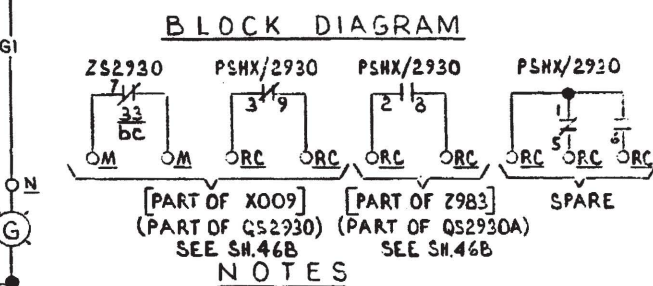 BLOCK DIAGRAM
G1
ZS2930 PSHX/2930 PSHX/2930 PSHX/2930
7 3 9 2 8 1 5 6
33
bc
M M RC RC RC RC RC RC RC
N
[PART OF X009] [PART OF Z983] SPARE
(PART OF QS2930) (PART OF QS2930A)
SEE SH.46B SEE SH.46B
G
NOTES